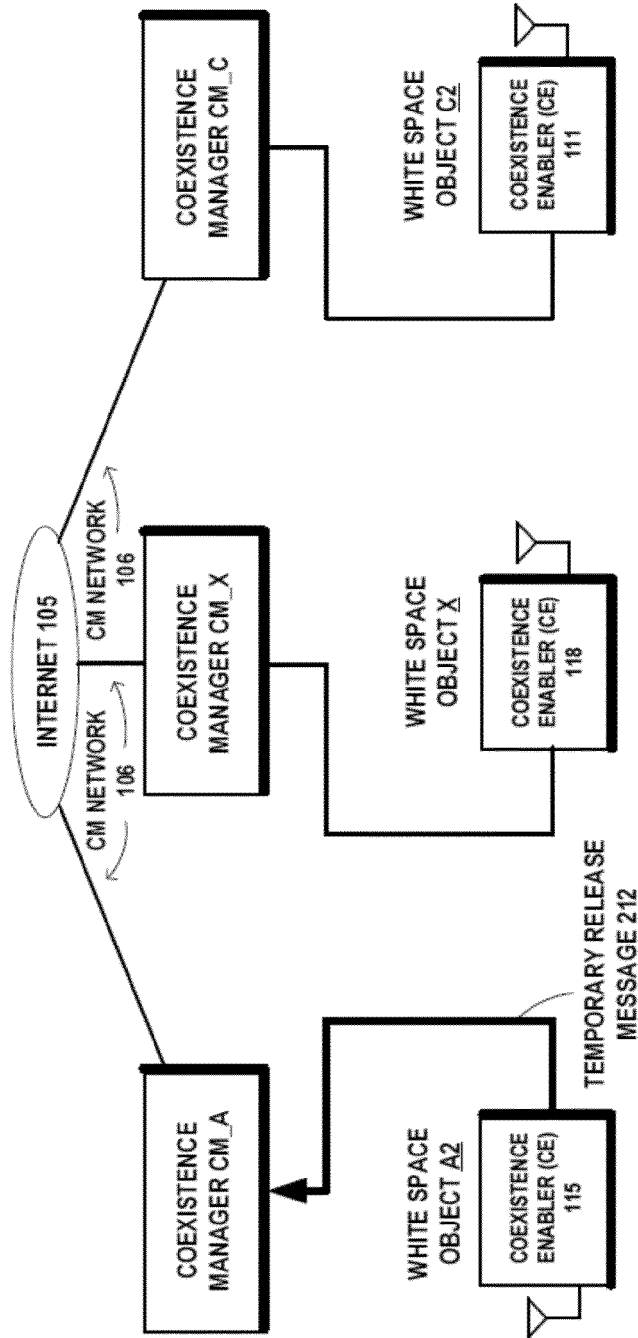 INTERNET 105
CM NETWORK
106
CM NETWORK
106
COEXISTENCE
MANAGER CM_A
COEXISTENCE
MANAGER CM_X
COEXISTENCE
MANAGER CM_C
WHITE SPACE
OBJECT A2
COEXISTENCE
ENABLER (CE)
115
TEMPORARY RELEASE
MESSAGE 212
WHITE SPACE
OBJECT X
COEXISTENCE
ENABLER (CE)
118
WHITE SPACE
OBJECT C2
COEXISTENCE
ENABLER (CE)
111